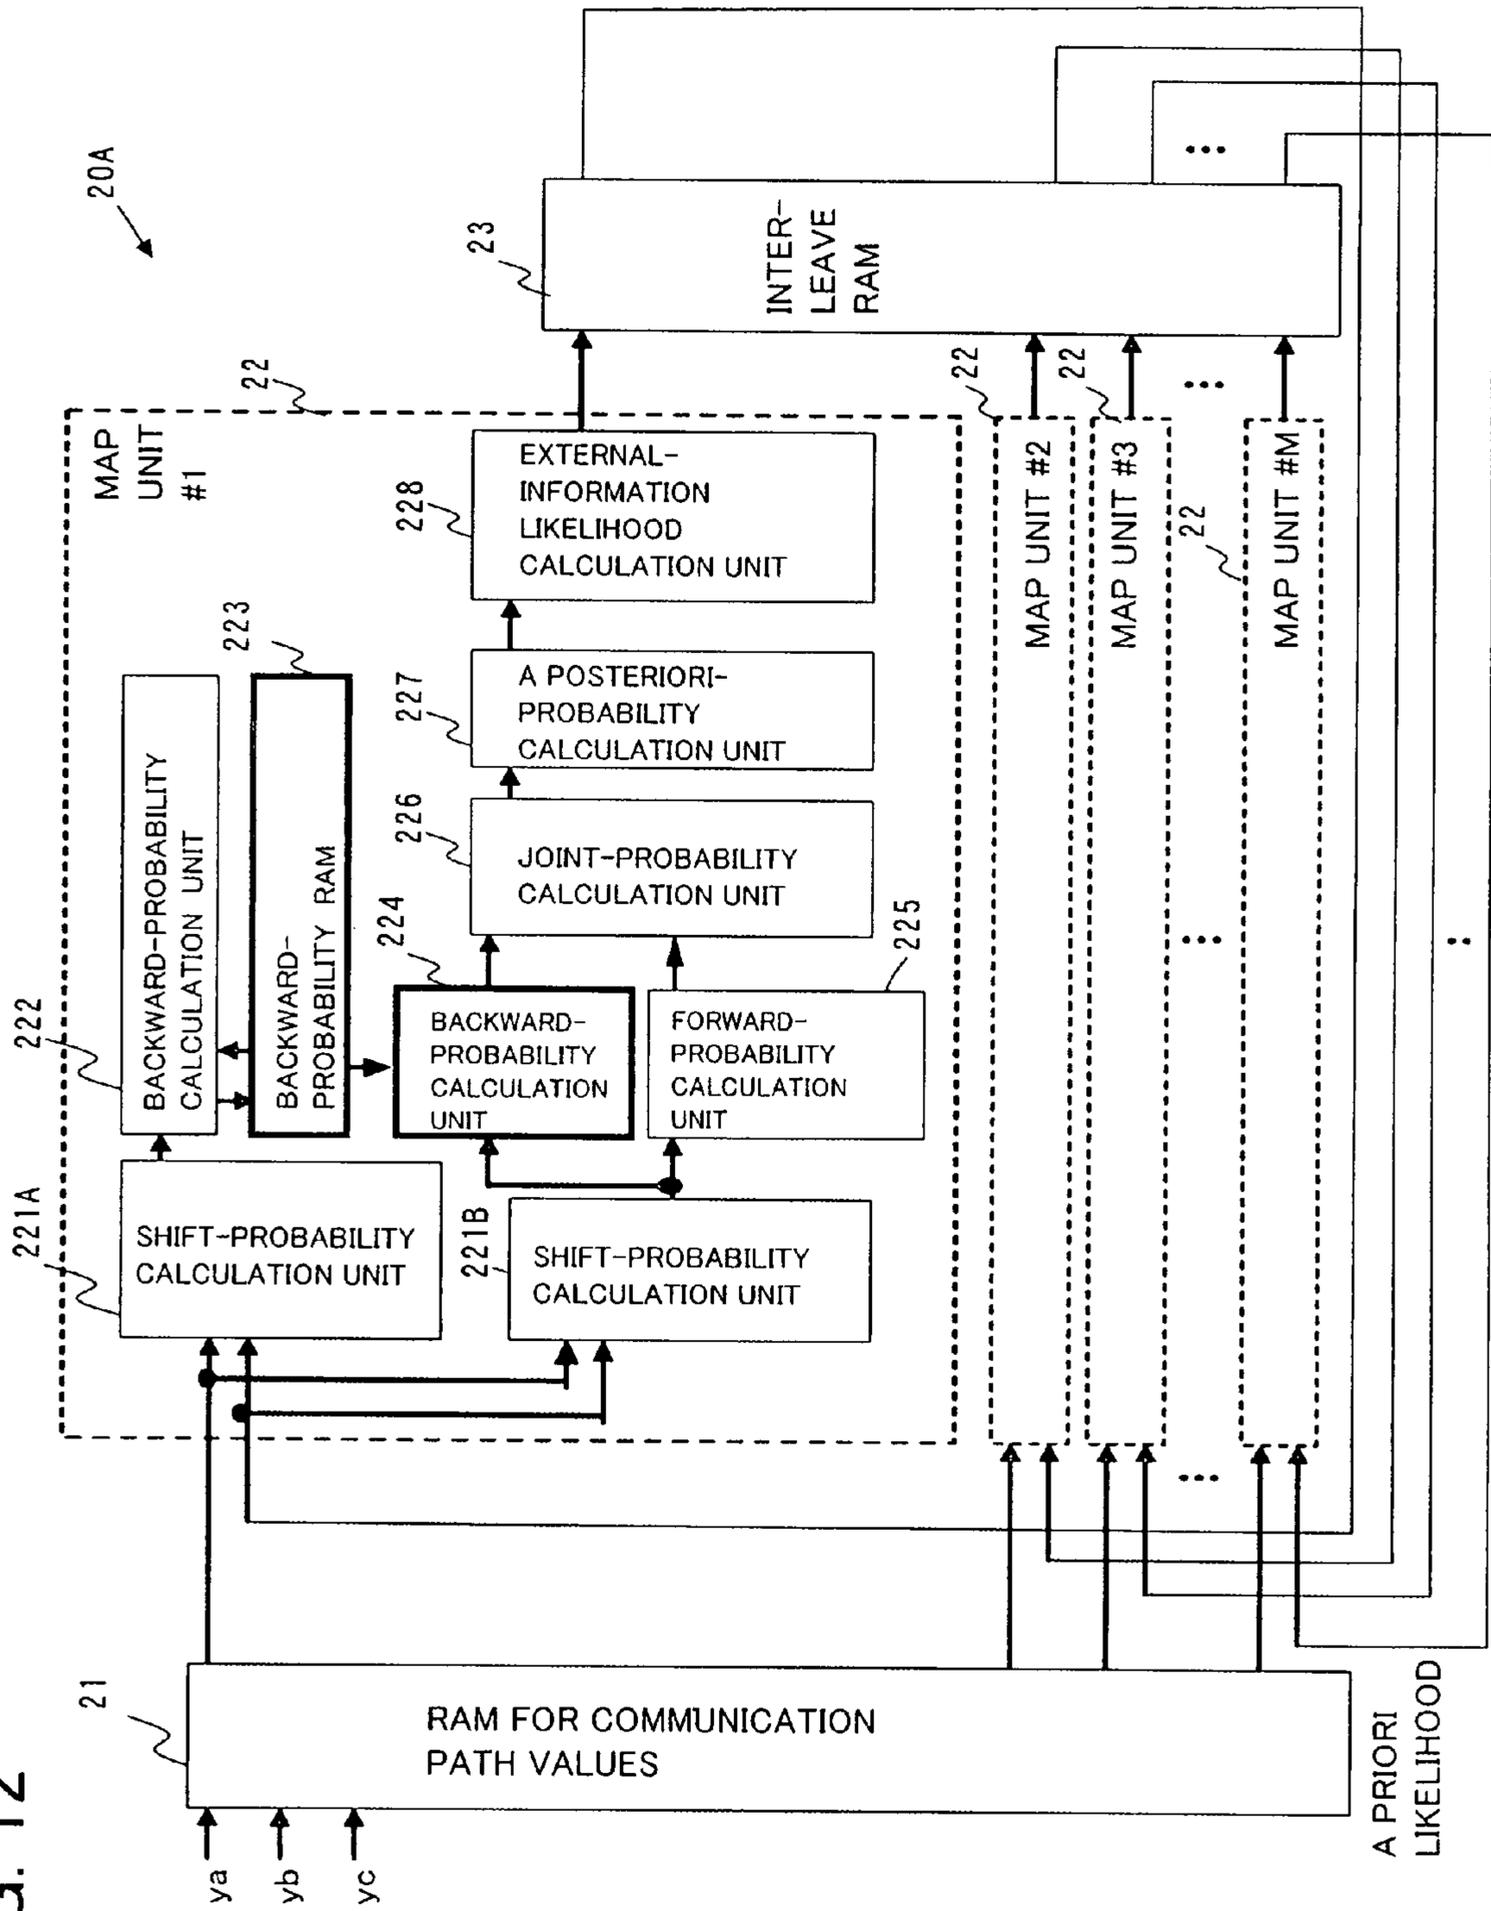 20A
21
RAM FOR COMMUNICATION
PATH VALUES
ya
yb
yc
22
MAP
UNIT
#1
221A
SHIFT-PROBABILITY
CALCULATION UNIT
222
BACKWARD-PROBABILITY
CALCULATION UNIT
223
BACKWARD-
PROBABILITY RAM
221B
SHIFT-PROBABILITY
CALCULATION UNIT
224
BACKWARD-
PROBABILITY
CALCULATION
UNIT
225
FORWARD-
PROBABILITY
CALCULATION
UNIT
226
JOINT-PROBABILITY
CALCULATION UNIT
227
A POSTERIORI-
PROBABILITY
CALCULATION UNIT
228
EXTERNAL-
INFORMATION
LIKELIHOOD
CALCULATION UNIT
23
INTER-
LEAVE
RAM
22
MAP UNIT #2
22
MAP UNIT #3
22
MAP UNIT #M
A PRIORI
LIKELIHOOD